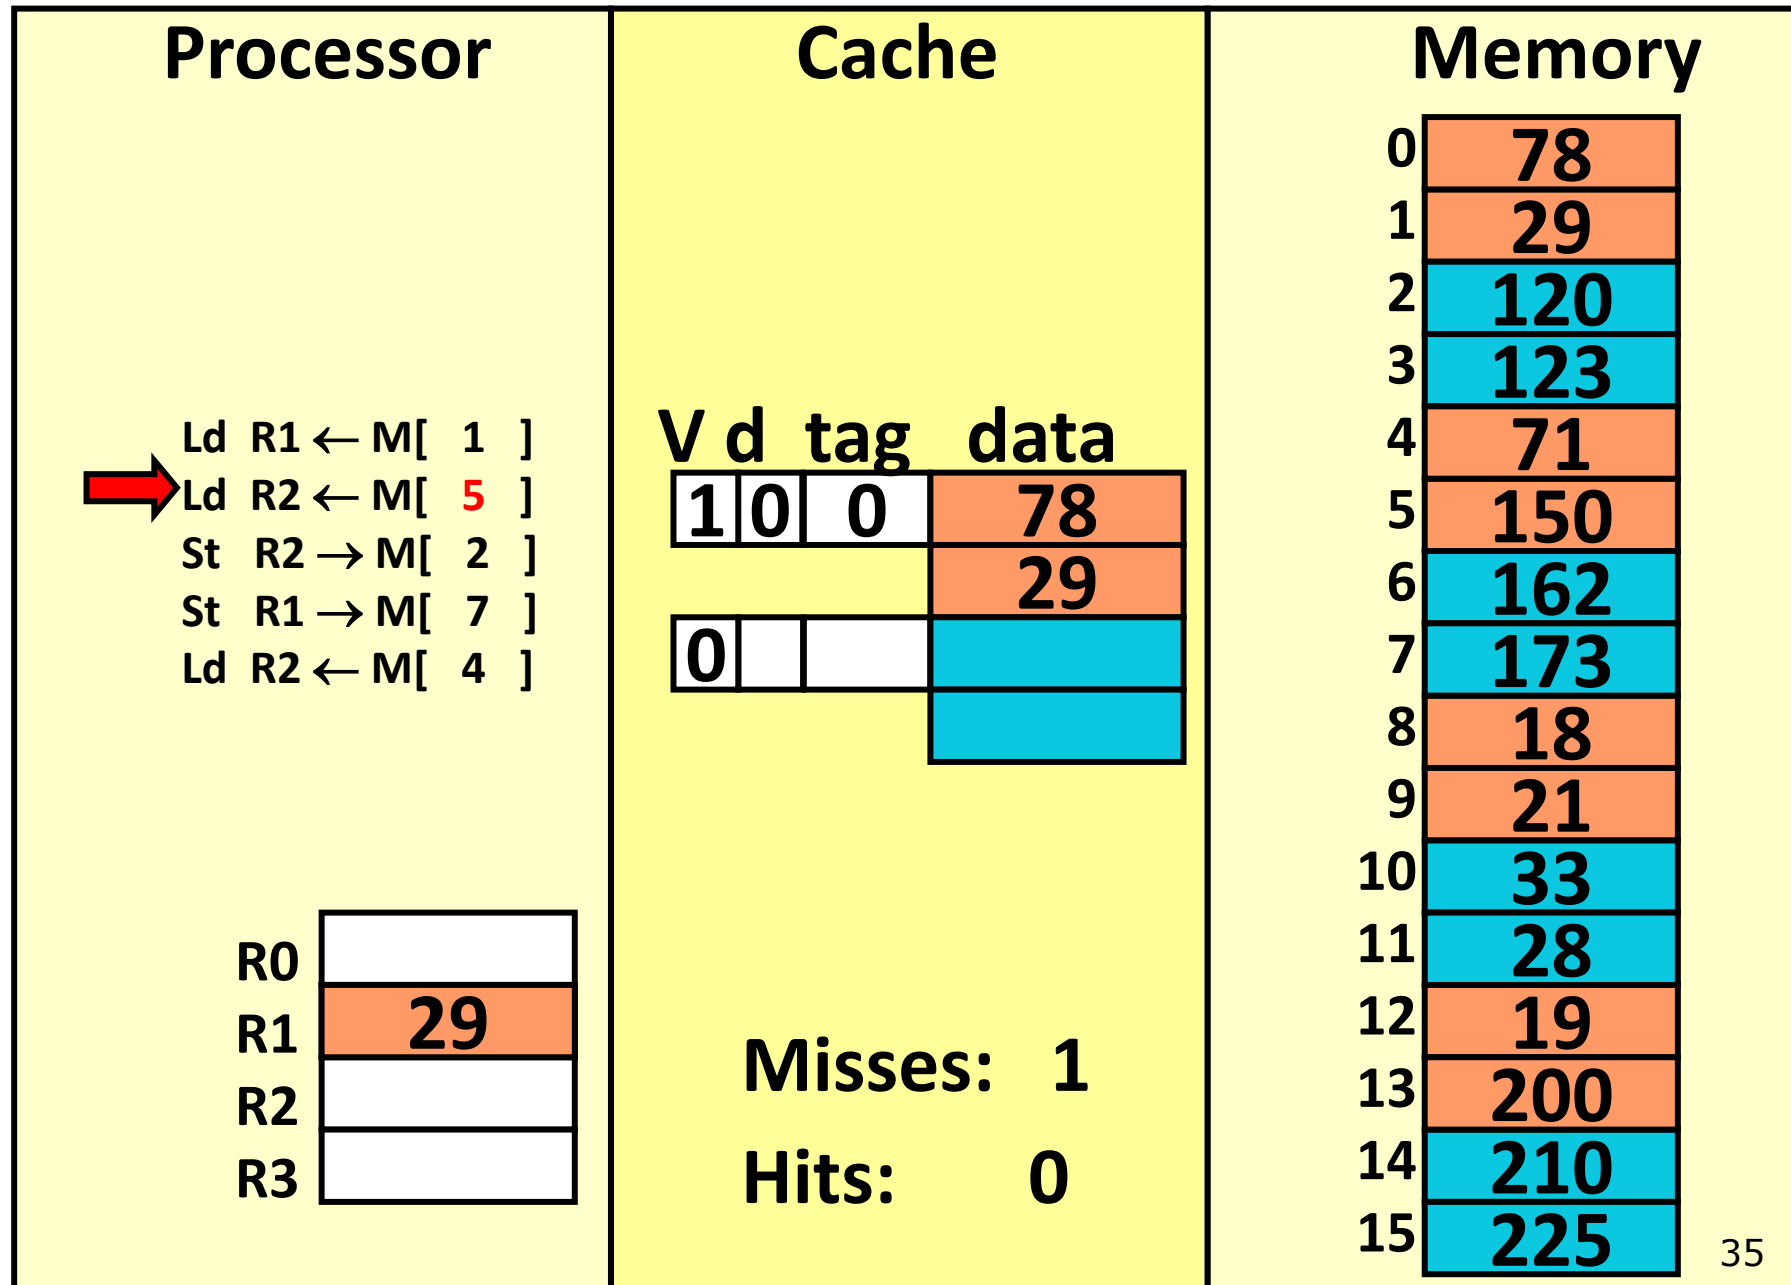 Processor
Ld R1 ← M[ 1 ]
Ld R2 ← M[ 5 ]
St R2 → M[ 2 ]
St R1 → M[ 7 ]
Ld R2 ← M[ 4 ]
R0
R1 29
R2
R3
Cache
V d tag data
1 0 0 78
29
0
Misses: 1
Hits: 0
Memory
0 78
1 29
2 120
3 123
4 71
5 150
6 162
7 173
8 18
9 21
10 33
11 28
12 19
13 200
14 210
15 225
35